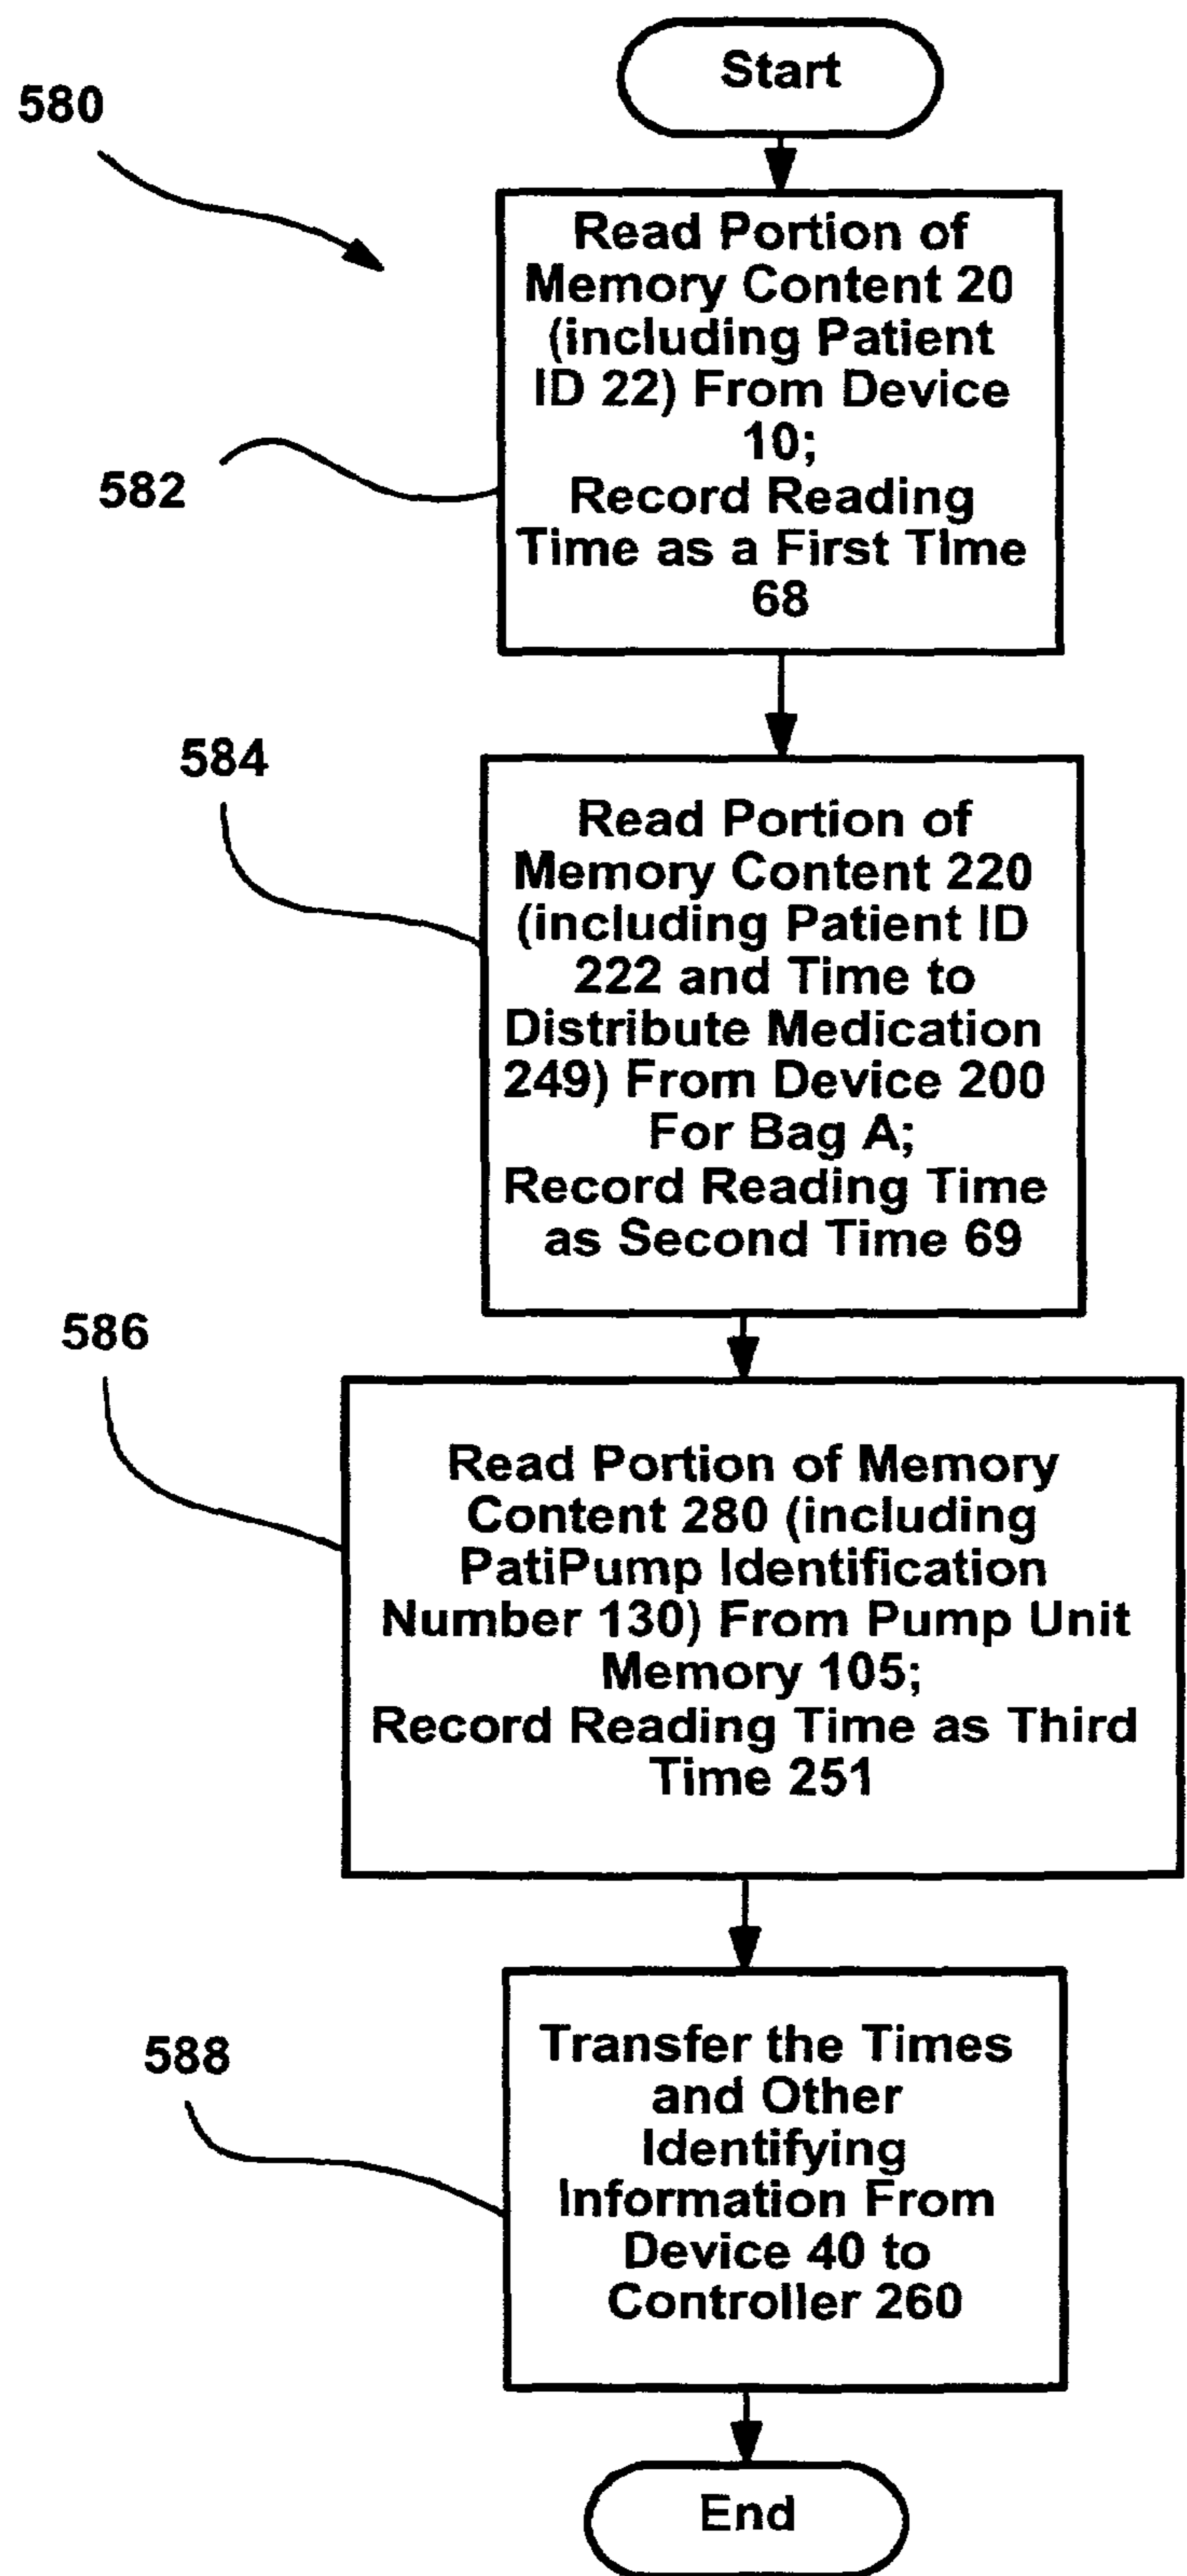 Start
580
Read Portion of
Memory Content 20
(including Patient
ID 22) From Device
10;
Record Reading
Time as a First TIme
68
582
584
Read Portion of
Memory Content 220
(including Patient ID
222 and Time to
Distribute Medication
249) From Device 200
For Bag A;
Record Reading Time
as Second Time 69
586
Read Portion of Memory
Content 280 (including
PatiPump Identification
Number 130) From Pump Unit
Memory 105;
Record Reading Time as Third
Time 251
588
Transfer the Times
and Other
Identifying
Information From
Device 40 to
Controller 260
End